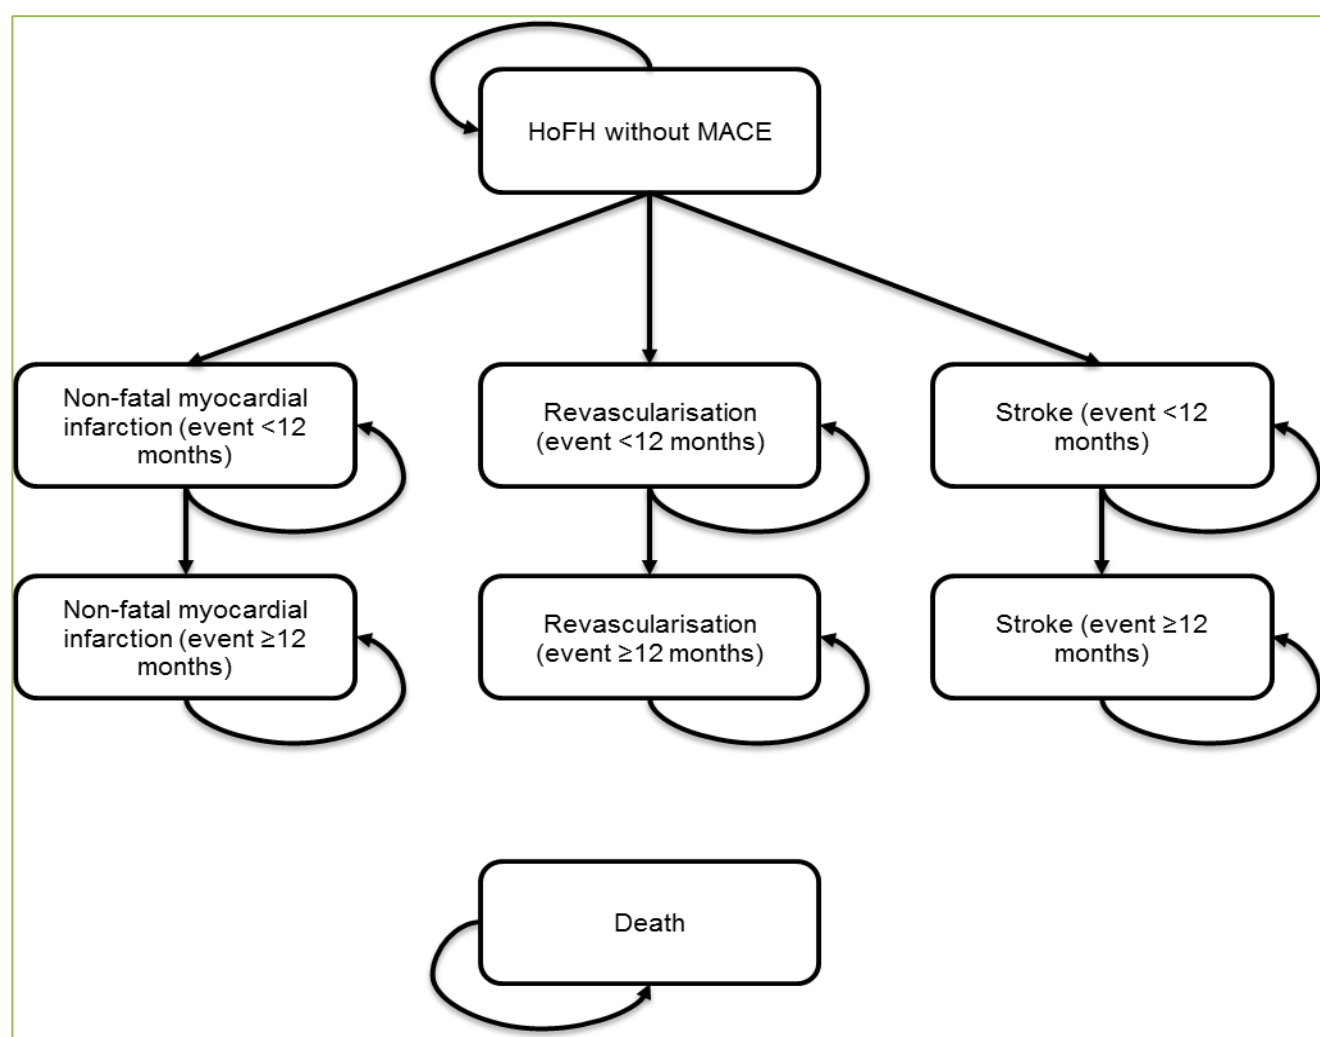 HoFH without MACE
Non-fatal myocardial
infarction (event <12
months)
Revascularisation
(event <12 months)
Stroke (event <12
months)
Non-fatal myocardial
infarction (event ≥12
months)
Revascularisation
(event ≥12 months)
Stroke (event ≥12
months)
Death